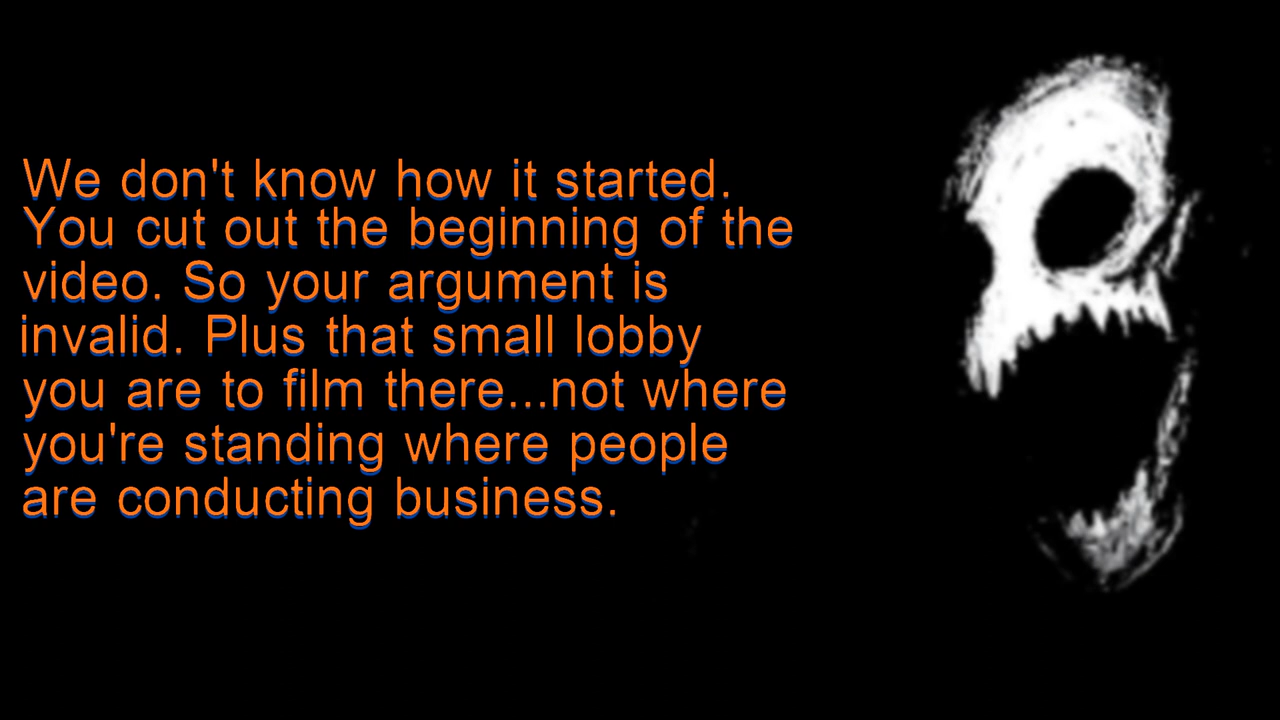 We don't know how it started.
You cut out the beginning of the
video. So your argument is
invalid. Plus that small lobby
you are to film there...not where
you're standing where people
are conducting business.